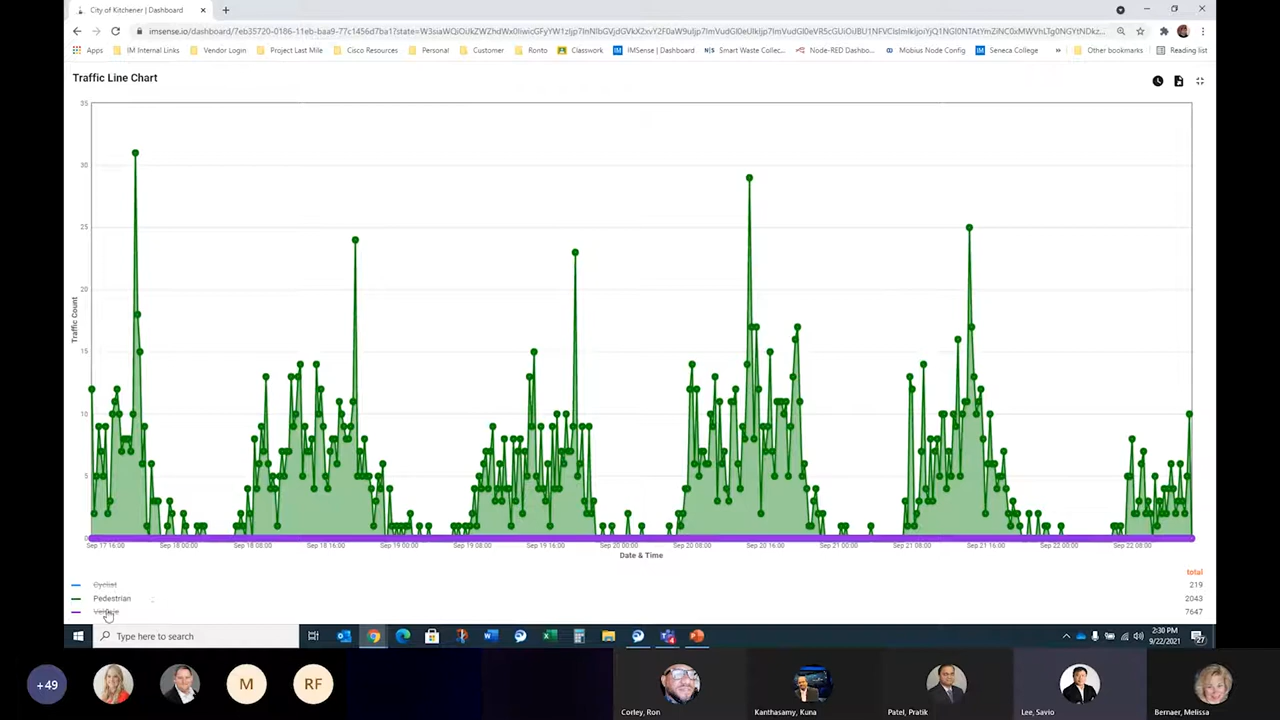 City of Kitchener | Dashboard
Apps IM Internal Links Vendor Login Project Last Mile Cisco Resources Personal Customer Ronto Classwork IMSense | Dashboard Smart Waste Collec... Node-RED Dashbo... Mobius Node Config Seneca College » Other bookmarks Reading list
Traffic Line Chart
35
30
25
20
15
10
5
0
Traffic Count
Sep 17 16:00 Sep 18 00:00 Sep 18 08:00 Sep 18 16:00 Sep 19 00:00 Sep 19 08:00 Sep 19 16:00 Sep 20 00:00 Sep 20 08:00 Sep 20 16:00 Sep 21 00:00 Sep 21 08:00 Sep 21 16:00 Sep 22 00:00 Sep 22 08:00
Date & Time
total
Cyclist 219
Pedestrian 2043
Vehicle 7647
Type here to search
2:30 PM
9/22/2021
27
+49 M RF
Corley, Ron Kanthasamy, Kuna Patel, Pratik Lee, Savio Bernaer, Melissa